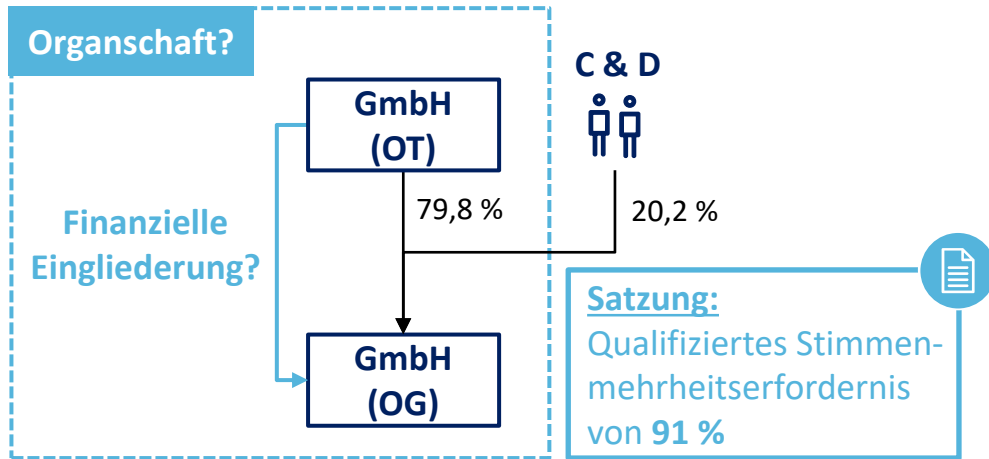 Organschaft?
C & D
GmbH
(OT)
79,8 %
20,2 %
Finanzielle
Eingliederung?
GmbH
(OG)
Satzung:
Qualifiziertes Stimmen-
mehrheitserfordernis
von 91 %